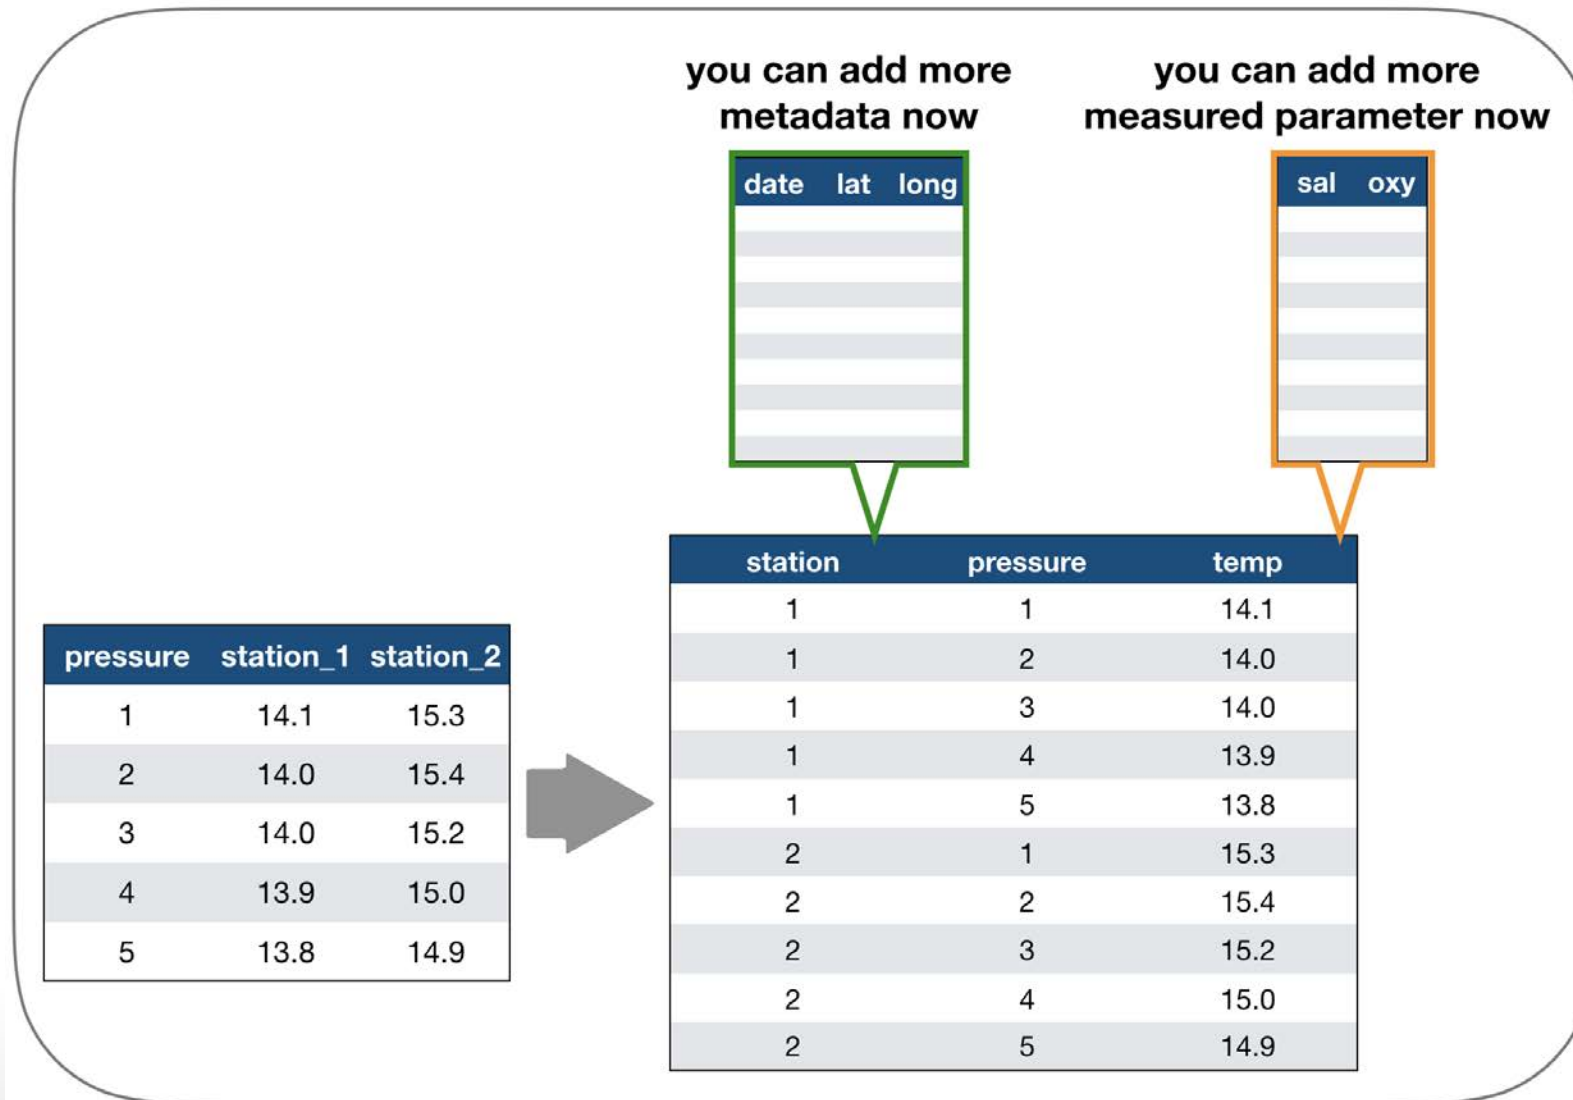 you can add more
metadata now
you can add more
measured parameter now
date lat long
sal oxy
pressure station_1 station_2
1 14.1 15.3
2 14.0 15.4
3 14.0 15.2
4 13.9 15.0
5 13.8 14.9
station pressure temp
1 1 14.1
1 2 14.0
1 3 14.0
1 4 13.9
1 5 13.8
2 1 15.3
2 2 15.4
2 3 15.2
2 4 15.0
2 5 14.9